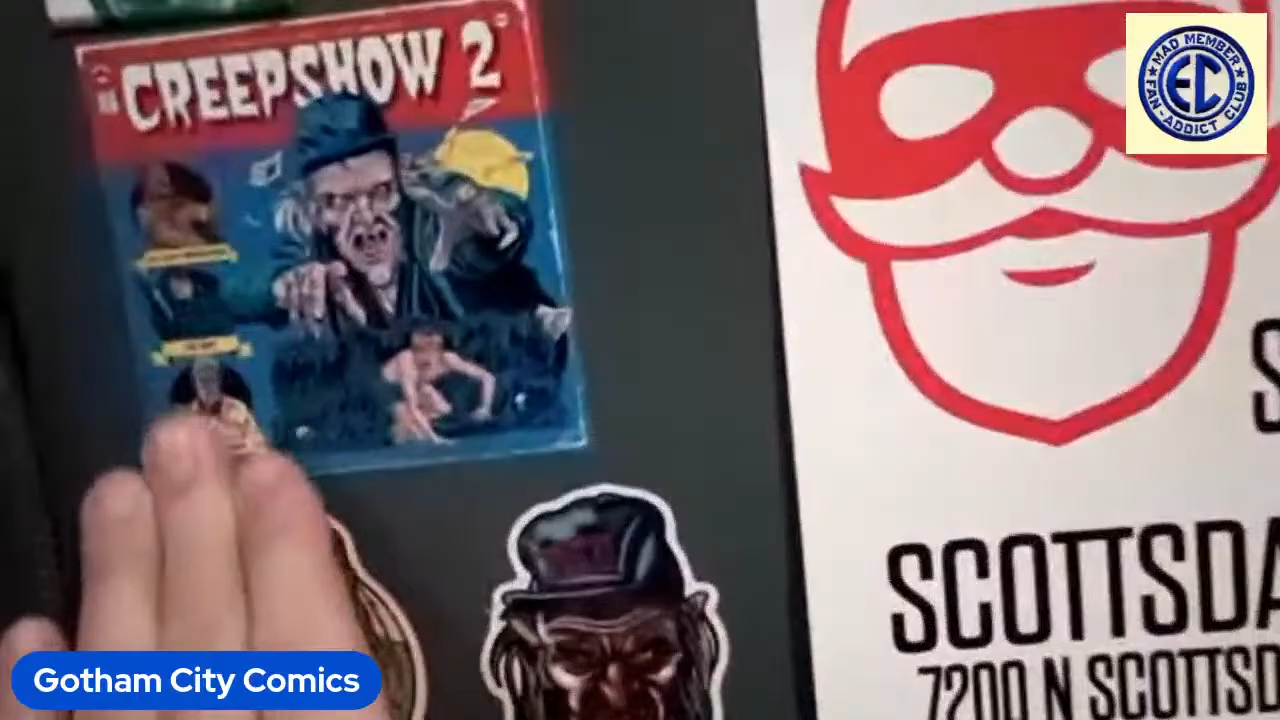 CREEPSHOW 2
MAD MEMBER
EC
FAN-ADDICT CLUB
S
SCOTTSDA
7200 N SCOTTSD
Gotham City Comics